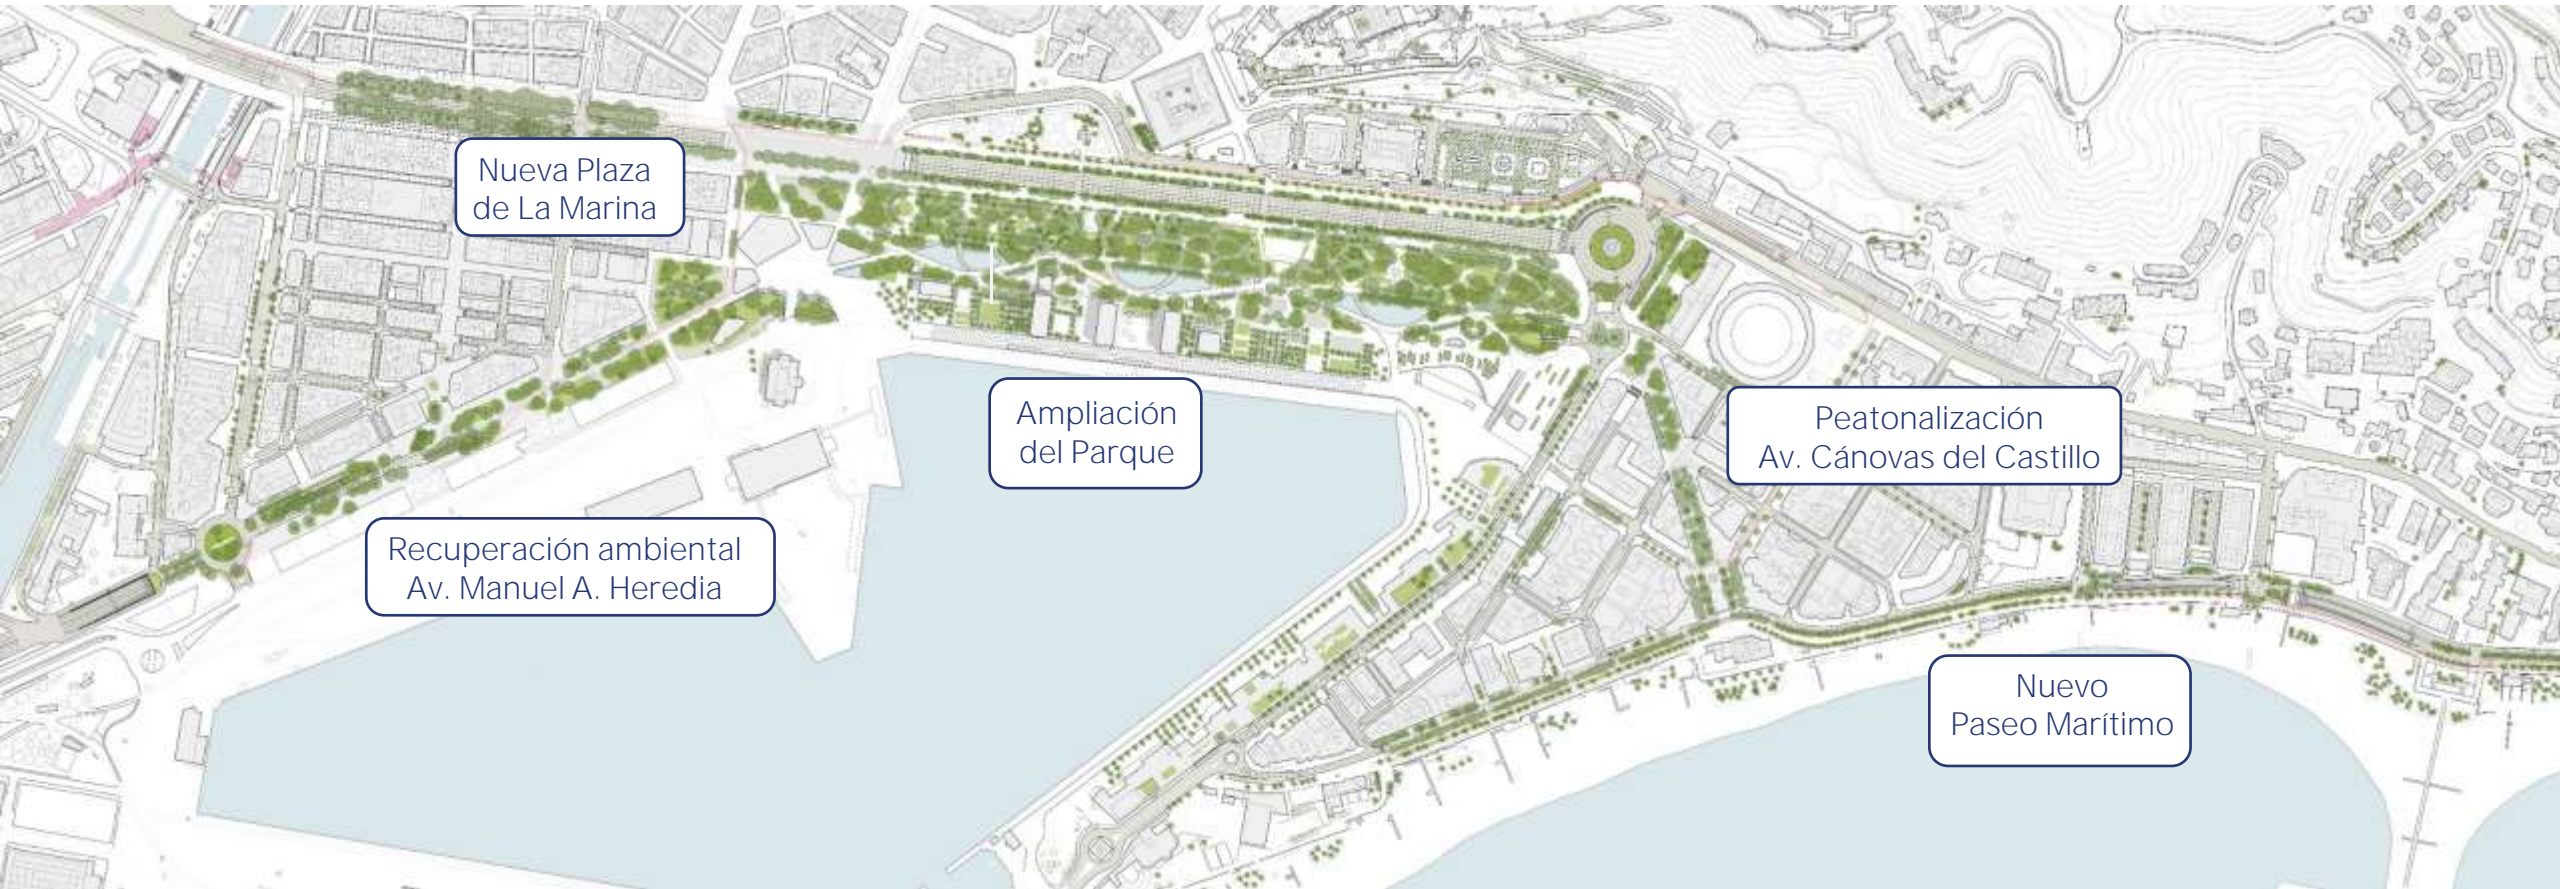 Nueva Plaza
de La Marina
Ampliación
del Parque
Peatonalización
Av. Cánovas del Castillo
Recuperación ambiental
Av. Manuel A. Heredia
Nuevo
Paseo Marítimo